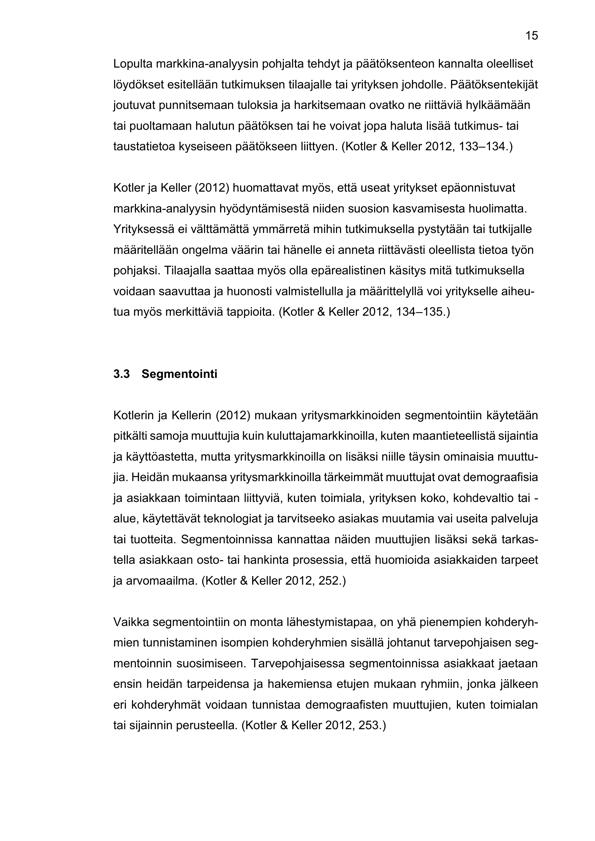 15
Lopulta markkina-analyysin pohjalta tehdyt ja päätöksenteon kannalta oleelliset
löydökset esitellään tutkimuksen tilaajalle tai yrityksen johdolle. Päätöksentekijät
joutuvat punnitsemaan tuloksia ja harkitsemaan ovatko ne riittäviä hylkäämään
tai puoltamaan halutun päätöksen tai he voivat jopa haluta lisää tutkimus- tai
taustatietoa kyseiseen päätökseen liittyen. (Kotler & Keller 2012, 133–134.)
Kotler ja Keller (2012) huomattavat myös, että useat yritykset epäonnistuvat
markkina-analyysin hyödyntämisestä niiden suosion kasvamisesta huolimatta.
Yrityksessä ei välttämättä ymmärretä mihin tutkimuksella pystytään tai tutkijalle
määritellään ongelma väärin tai hänelle ei anneta riittävästi oleellista tietoa työn
pohjaksi. Tilaajalla saattaa myös olla epärealistinen käsitys mitä tutkimuksella
voidaan saavuttaa ja huonosti valmistellulla ja määrittelyllä voi yritykselle aiheu-
tua myös merkittäviä tappioita. (Kotler & Keller 2012, 134–135.)
3.3 Segmentointi
Kotlerin ja Kellerin (2012) mukaan yritysmarkkinoiden segmentointiin käytetään
pitkälti samoja muuttujia kuin kuluttajamarkkinoilla, kuten maantieteellistä sijaintia
ja käyttöastetta, mutta yritysmarkkinoilla on lisäksi niille täysin ominaisia muuttu-
jia. Heidän mukaansa yritysmarkkinoilla tärkeimmät muuttujat ovat demograafisia
ja asiakkaan toimintaan liittyviä, kuten toimiala, yrityksen koko, kohdevaltio tai -
alue, käytettävät teknologiat ja tarvitseeko asiakas muutamia vai useita palveluja
tai tuotteita. Segmentoinnissa kannattaa näiden muuttujien lisäksi sekä tarkas-
tella asiakkaan osto- tai hankinta prosessia, että huomioida asiakkaiden tarpeet
ja arvomaailma. (Kotler & Keller 2012, 252.)
Vaikka segmentointiin on monta lähestymistapaa, on yhä pienempien kohderyh-
mien tunnistaminen isompien kohderyhmien sisällä johtanut tarvepohjaisen seg-
mentoinnin suosimiseen. Tarvepohjaisessa segmentoinnissa asiakkaat jaetaan
ensin heidän tarpeidensa ja hakemiensa etujen mukaan ryhmiin, jonka jälkeen
eri kohderyhmät voidaan tunnistaa demograafisten muuttujien, kuten toimialan
tai sijainnin perusteella. (Kotler & Keller 2012, 253.)